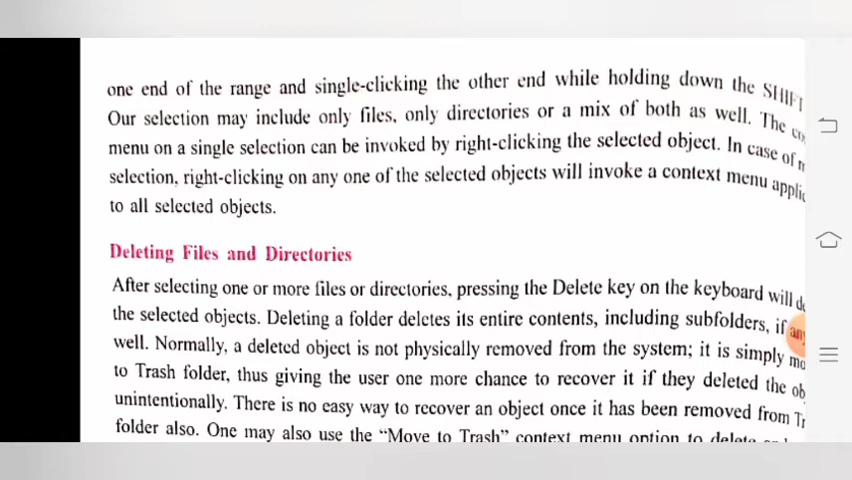 one end of the range and single-clicking the other end while holding down the SHIFT
Our selection may include only files, only directories or a mix of both as well. The
menu on a single selection can be invoked by right-clicking the selected object. In case of
selection, right-clicking on any one of the selected objects will invoke a context menu
to all selected objects.
Deleting Files and Directories
After selecting one or more files or directories, pressing the Delete key on the keyboard will
the selected objects. Deleting a folder deletes its entire contents, including subfolders, if any
well. Normally, a deleted object is not physically removed from the system; it is simply
to Trash folder, thus giving the user one more chance to recover it if they deleted the
unintentionally. There is no easy way to recover an object once it has been removed from
folder also. One may also use the “Move to Trash” context menu option to delete